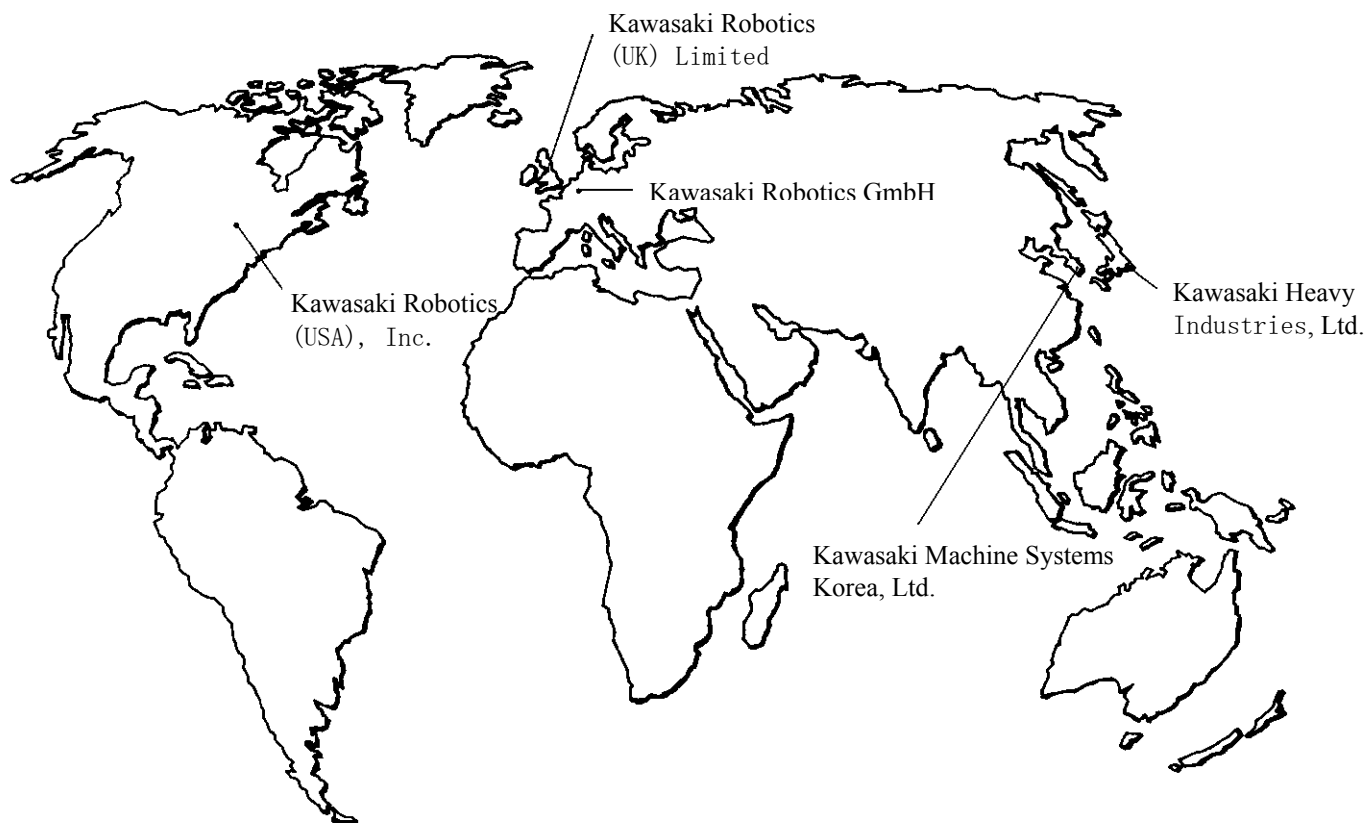 Kawasaki Robotics
(UK) Limited
Kawasaki Robotics GmbH
Kawasaki Robotics
(USA), Inc.
Kawasaki Heavy
Industries, Ltd.
Kawasaki Machine Systems
Korea, Ltd.